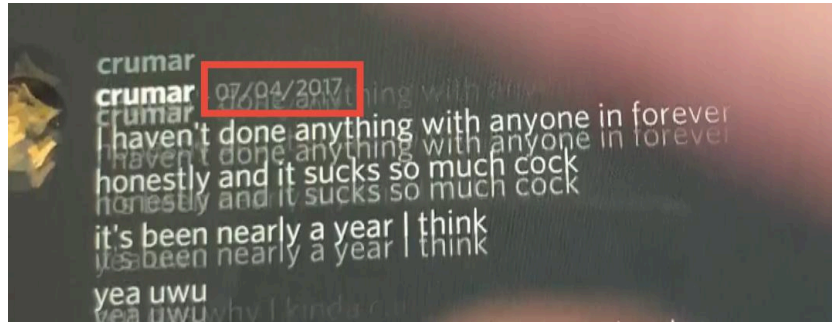 crumar
crumar 07/04/2017
I haven't done anything with anyone in forever
honestly and it sucks so much cock
it's been nearly a year I think
yea uwu